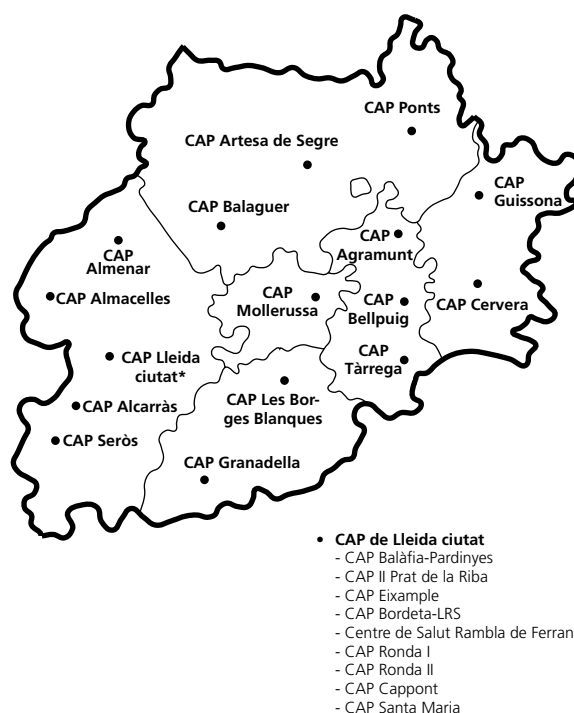 CAP Ponts
CAP Artesa de Segre
CAP
Guissona
CAP Balaguer
CAP
Agramunt
CAP
Almenar
CAP Almacelles
CAP
Mollerussa
CAP
Bellpuig
CAP Cervera
CAP Lleida
ciutat*
CAP
Tàrrega
CAP Alcarràs
CAP Les Bor-
ges Blanques
CAP Seròs
CAP Granadella
• CAP de Lleida ciutat
- CAP Balàfia-Pardinyes
- CAP II Prat de la Riba
- CAP Eixample
- CAP Bordeta-LRS
- Centre de Salut Rambla de Ferran
- CAP Ronda I
- CAP Ronda II
- CAP Cappont
- CAP Santa Maria